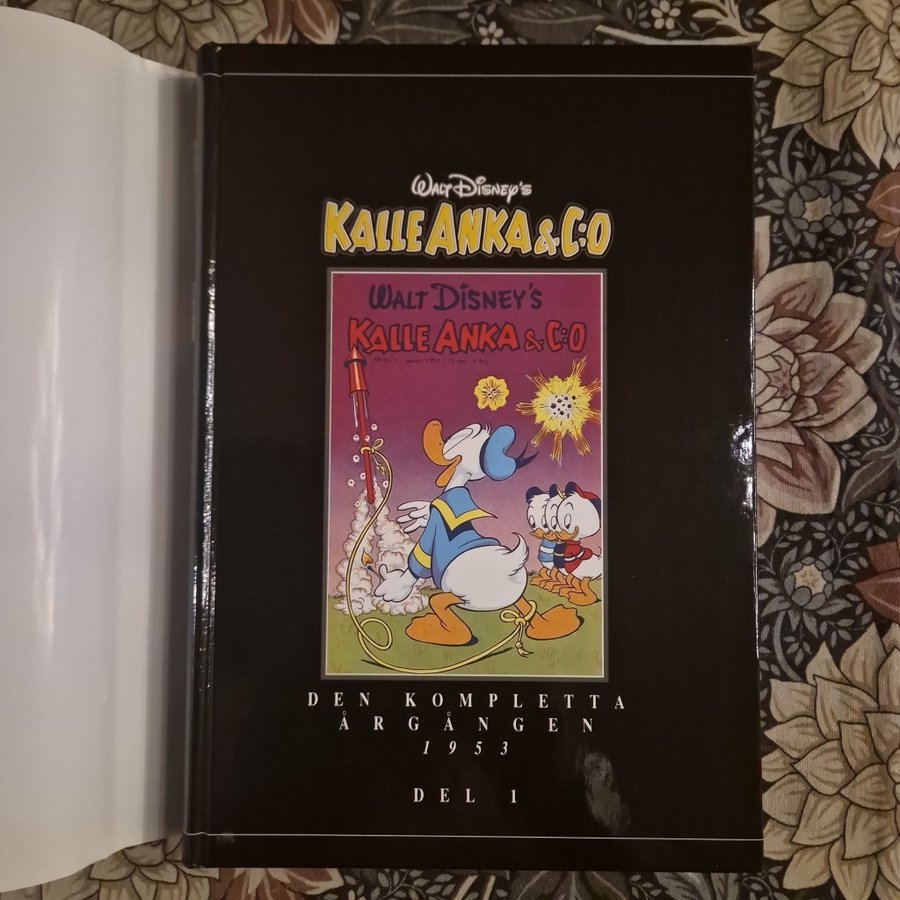 WALT DISNEY'S
KALLE ANKA & C:O
WALT DISNEY'S
KALLE ANKA & C:O
DEN KOMPLETTA
ÅRGÅNGEN
1953
DEL 1